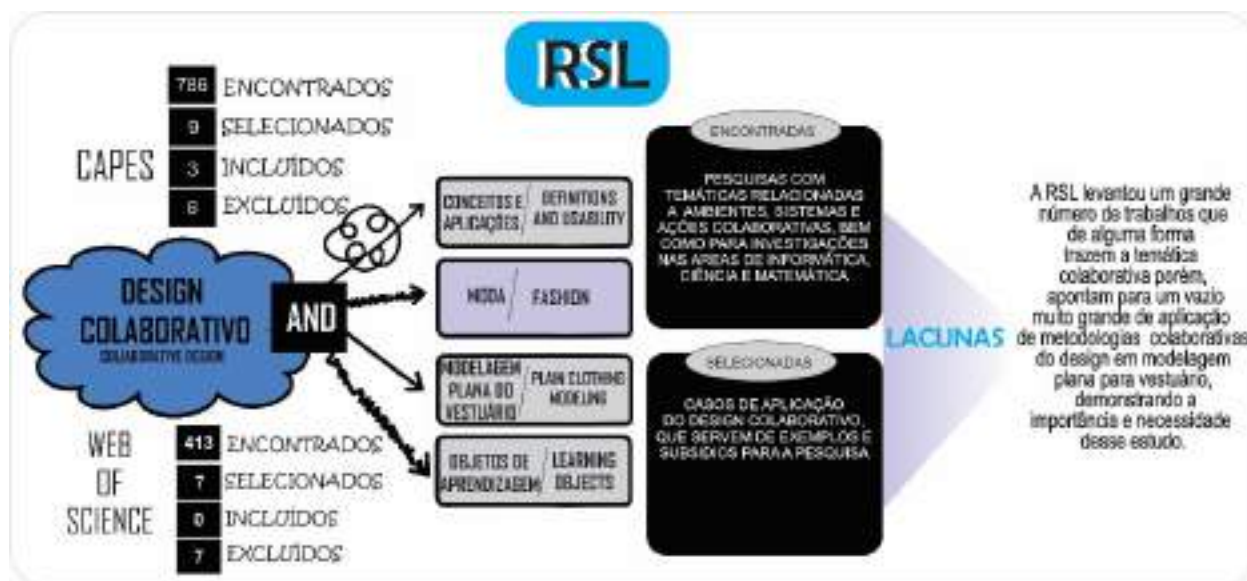 RSL
CAPES
786 ENCONTRADOS
9 SELECIONADOS
3 INCLUÍDOS
6 EXCLUÍDOS
DESIGN
COLABORATIVO
COLLABORATIVE DESIGN
AND
CONCEITOS E
APLICAÇÕES
DEFINITIONS
AND USABILITY
MODA / FASHION
MODELAGEM
PLANA DO
VESTUÁRIO
PLAIN CLOTHING
MODELING
OBJETOS DE
APRENDIZAGEM
LEARNING
OBJECTS
WEB
OF
SCIENCE
413 ENCONTRADOS
7 SELECIONADOS
0 INCLUÍDOS
7 EXCLUÍDOS
ENCONTRADAS
PESQUISAS COM
TEMÁTICAS RELACIONADAS
A AMBIENTES, SISTEMAS E
AÇÕES COLABORATIVAS, BEM
COMO PARA INVESTIGAÇÕES
NAS AREAS DE INFORMÁTICA,
CIÊNCIA E MATEMÁTICA
SELECIONADAS
CASOS DE APLICAÇÃO
DO DESIGN COLABORATIVO,
QUE SERVEM DE EXEMPLOS E
SUBSÍDIOS PARA A PESQUISA
LACUNAS
A RSL levantou um grande
número de trabalhos que
de alguma forma
trazem a temática
colaborativa porém,
apontam para um vazio
muito grande de aplicação
de metodologias colaborativas
do design em modelagem
plana para vestuário,
demonstrando a
importância e necessidade
desse estudo.